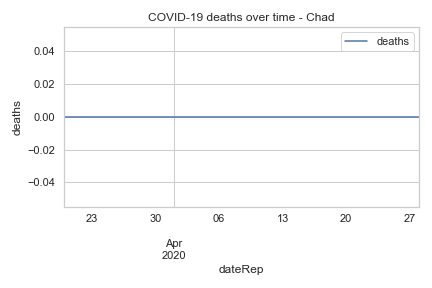 COVID-19 deaths over time - Chad
deaths
0.04
0.02
0.00
−0.02
−0.04
deaths
23 30 06 13 20 27
Apr
2020
dateRep